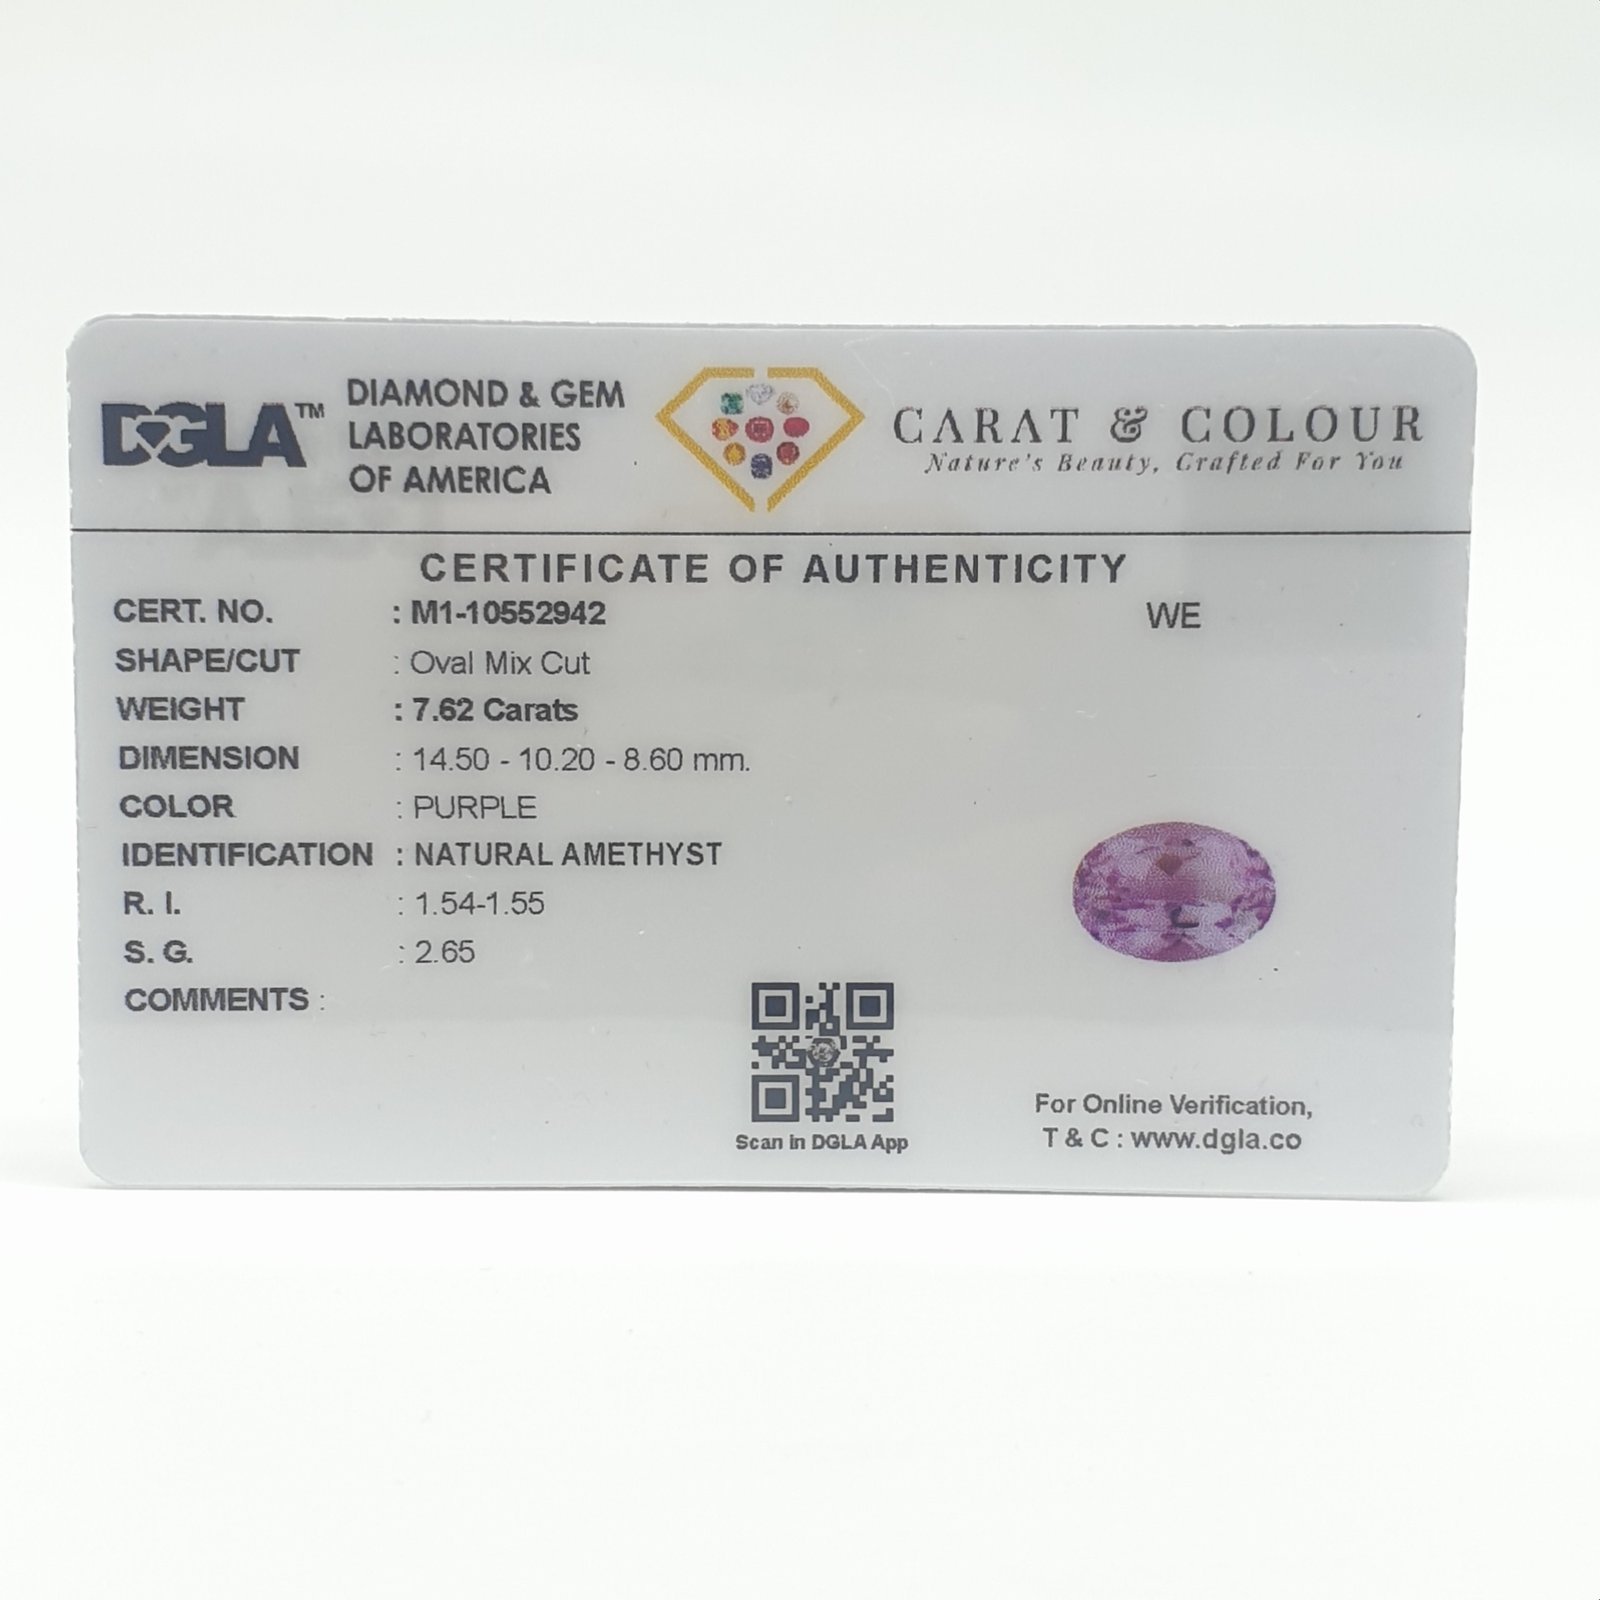 DGLA™
DIAMOND & GEM
LABORATORIES
OF AMERICA
CARAT & COLOUR
Nature's Beauty, Crafted For You
CERTIFICATE OF AUTHENTICITY
CERT. NO. : M1-10552942
WE
SHAPE/CUT : Oval Mix Cut
WEIGHT : 7.62 Carats
DIMENSION : 14.50 - 10.20 - 8.60 mm.
COLOR : PURPLE
IDENTIFICATION : NATURAL AMETHYST
R. I. : 1.54-1.55
S. G. : 2.65
COMMENTS :
Scan in DGLA App
For Online Verification,
T & C : www.dgla.co